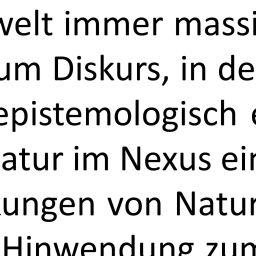 welt immer massi
um Diskurs, in de
epistemologisch e
atur im Nexus ein
ungen von Natur
Hinwendung zum